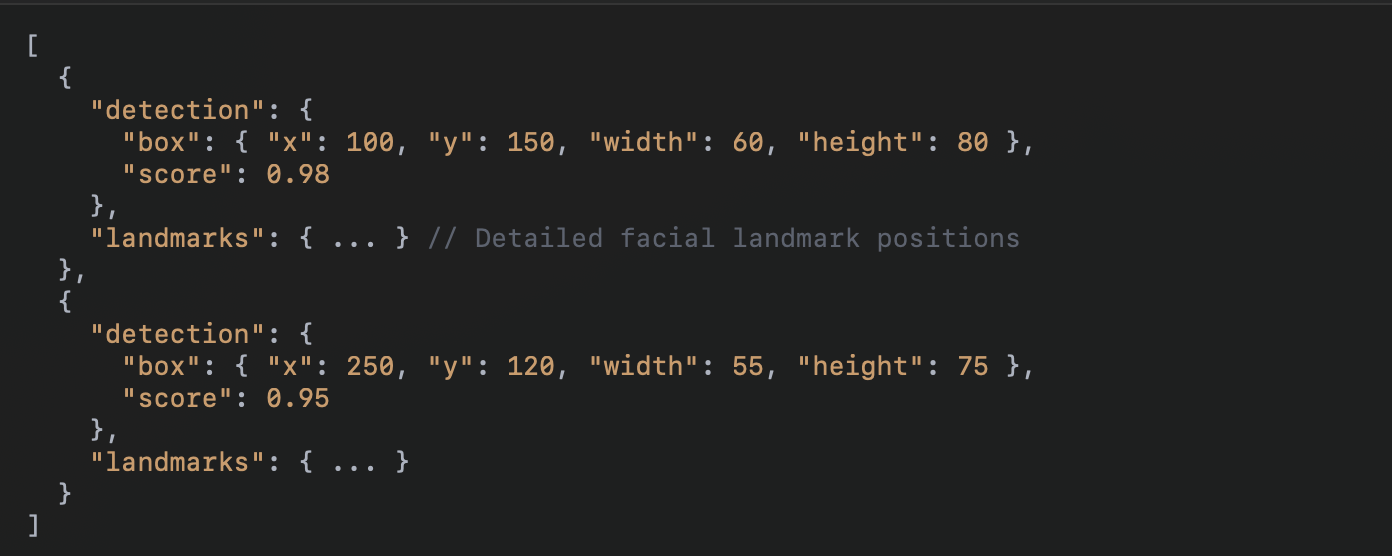 [
  {
    "detection": {
      "box": { "x": 100, "y": 150, "width": 60, "height": 80 },
      "score": 0.98
    },
    "landmarks": { ... } // Detailed facial landmark positions
  },
  {
    "detection": {
      "box": { "x": 250, "y": 120, "width": 55, "height": 75 },
      "score": 0.95
    },
    "landmarks": { ... }
  }
]